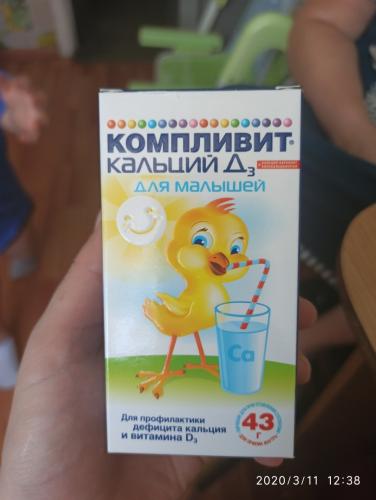 КОМПЛИВИТ®
КАЛЬЦИЙ Д3
ДЛЯ МАЛЫШЕЙ
Ca
Для профилактики
дефицита кальция
и витамина D3
43
г
2020/3/11 12:38